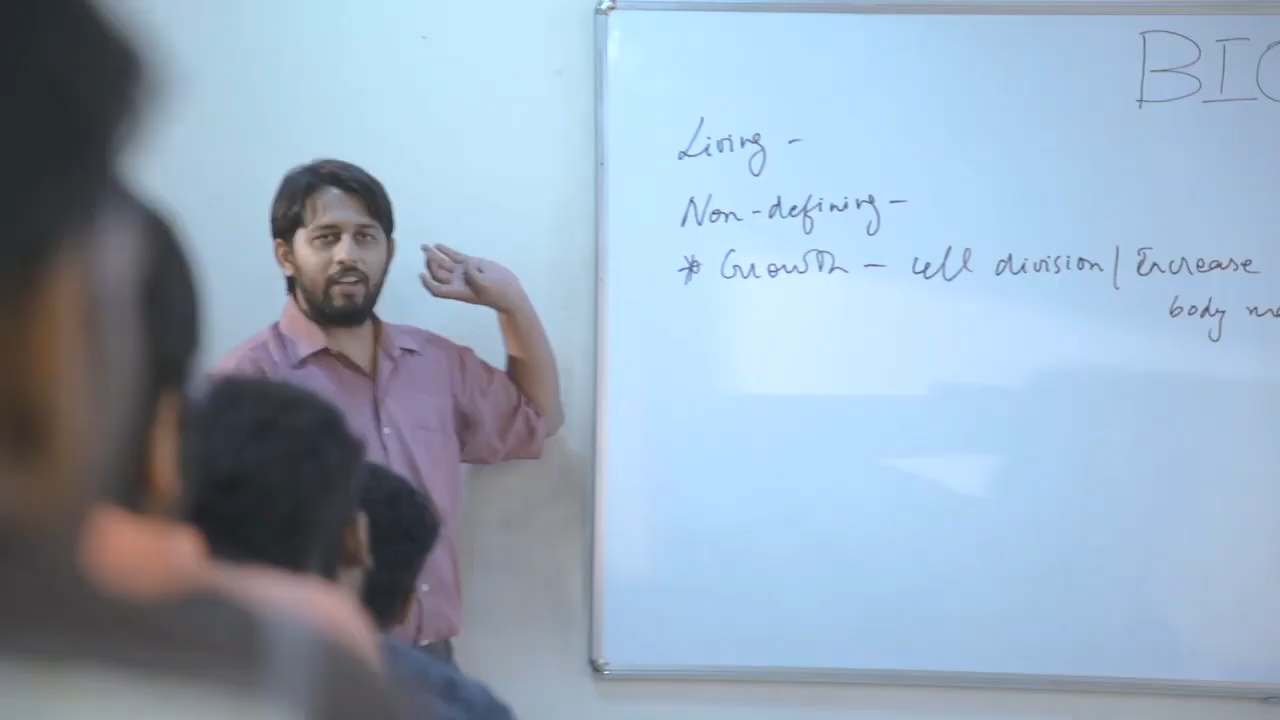 BIO
Living -
Non-defining -
* Growth - cell division / Increase
body